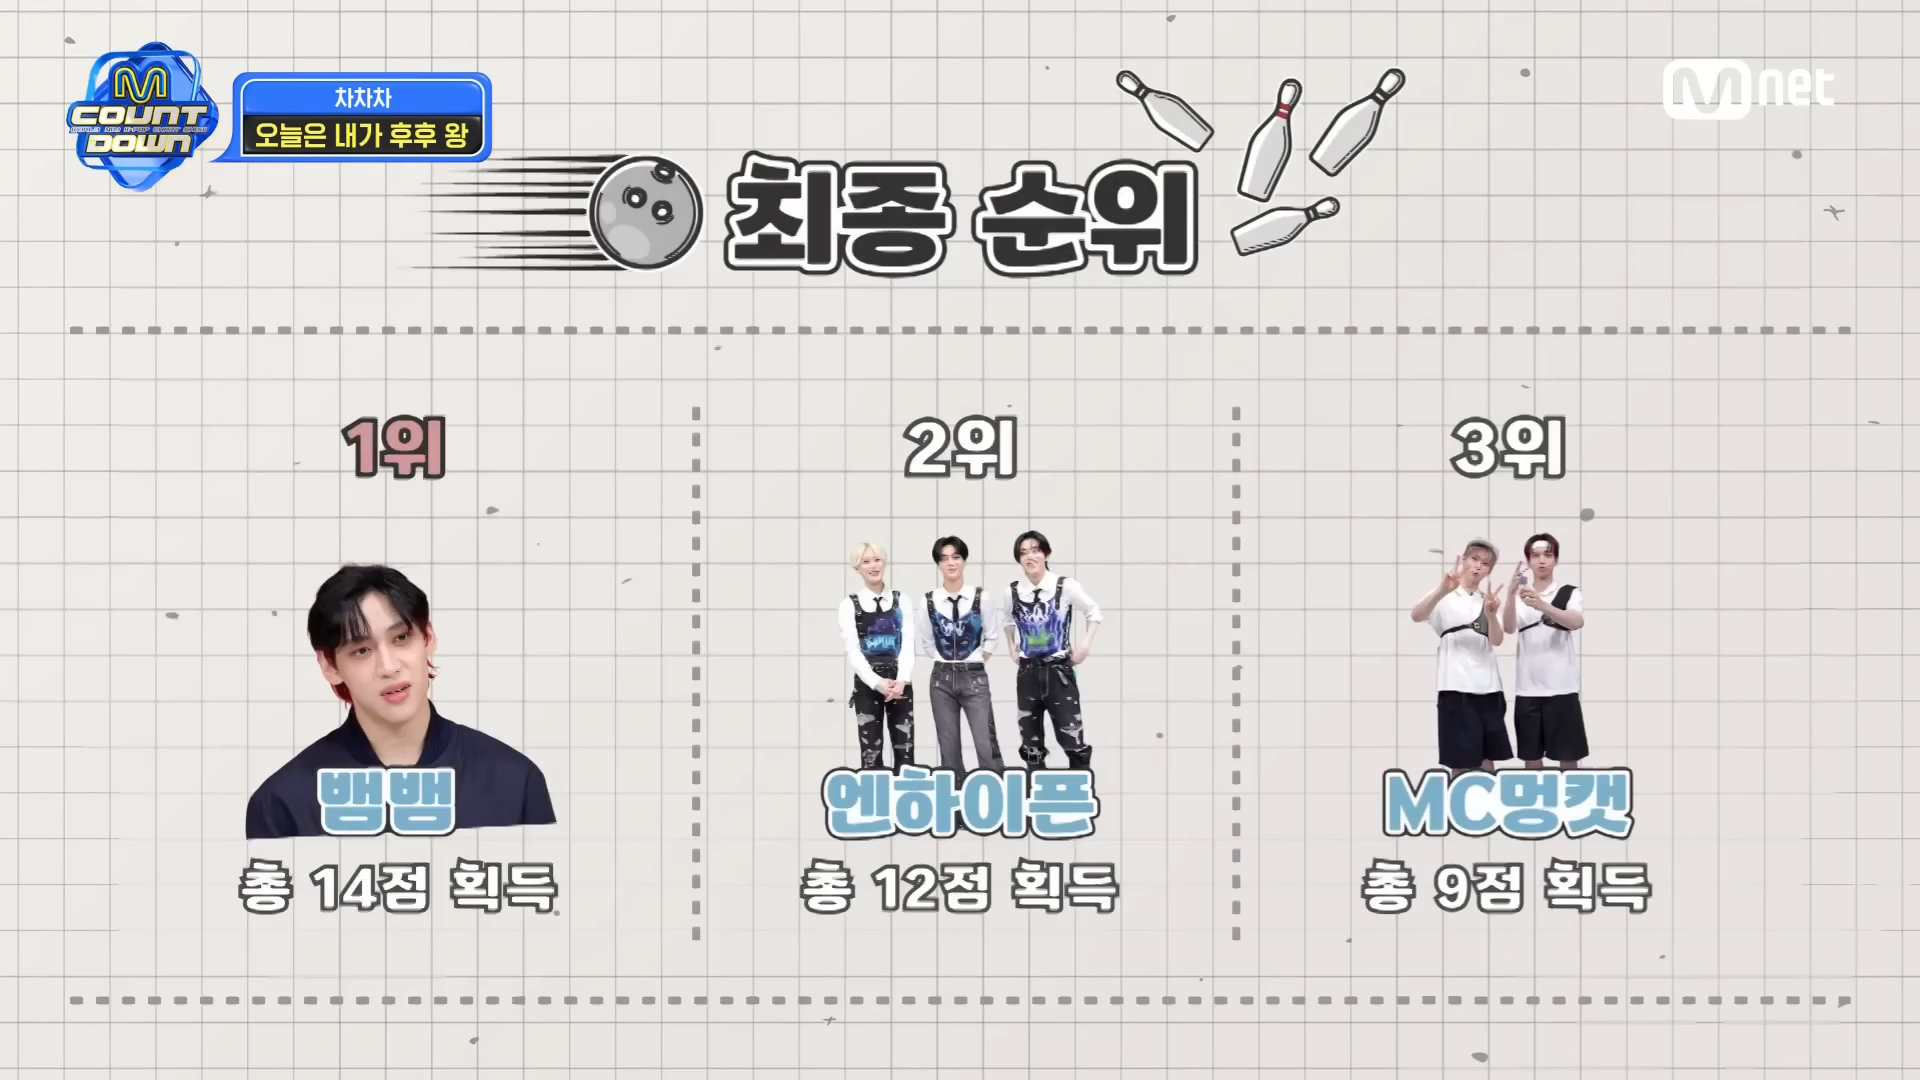 M
COUNT
DOWN
차차차
오늘은 내가 후후 왕
Mnet
최종 순위
1위
2위
3위
뱀뱀
엔하이픈
MC멍캣
총 14점 획득
총 12점 획득
총 9점 획득